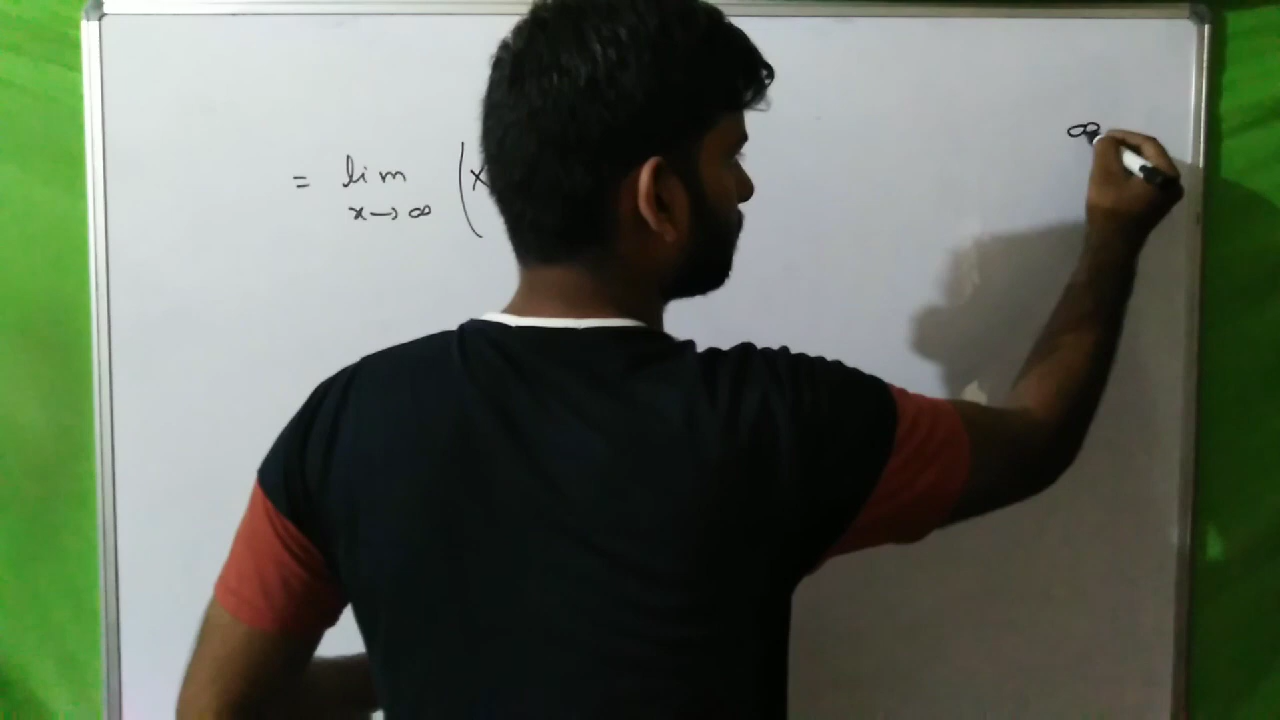 = lim (x ∞
x→∞